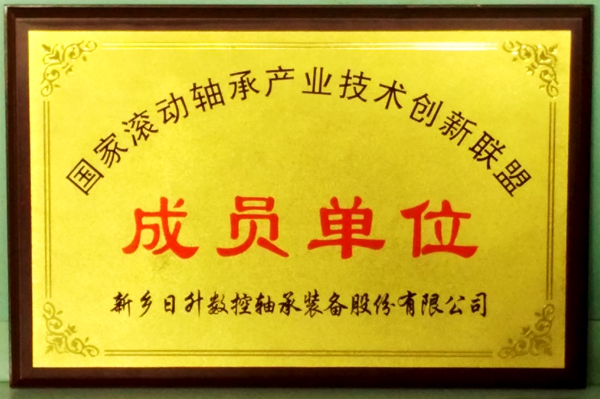 国家滚动轴承产业技术创新联盟
成员单位
新乡日升数控轴承装备股份有限公司